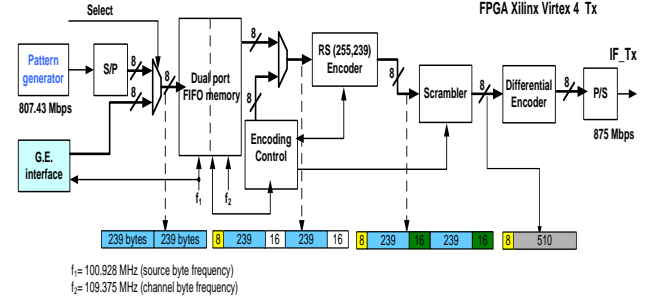 FPGA Xilinx Virtex 4 Tx
Select
Pattern generator
807.43 Mbps
S/P
8
8
8
Dual port FIFO memory
8
8
RS (255,239) Encoder
8
Scrambler
8
Differential Encoder
8
P/S
IF_Tx
875 Mbps
G.E. interface
Encoding Control
f1
f2
239 bytes 239 bytes
8 239 16 239 16
8 239 16 239 16
8 510
f1= 100.928 MHz (source byte frequency)
f2= 109.375 MHz (channel byte frequency)